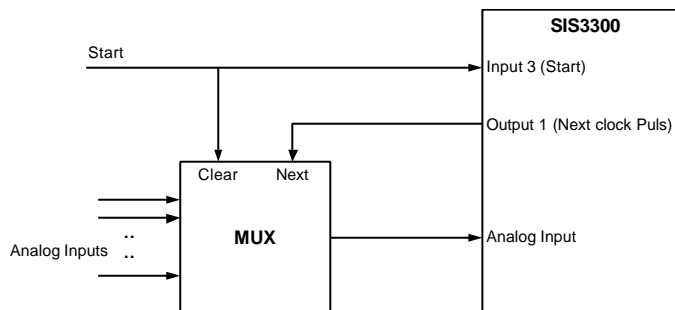 SIS3300
Start
Input 3 (Start)
Output 1 (Next clock Puls)
Clear Next
MUX
Analog Inputs
..
..
Analog Input